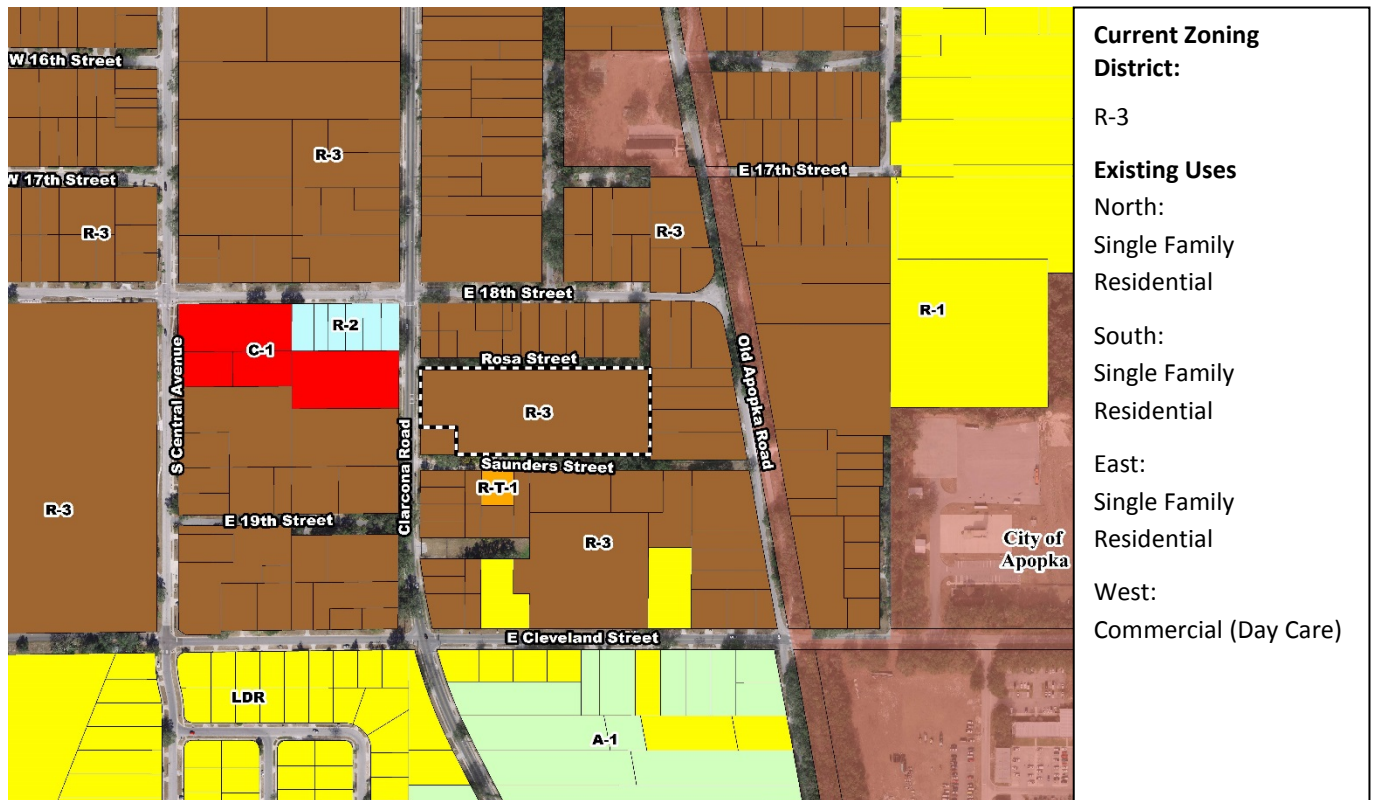 W 16th Street
R-3
W 17th Street
E 17th Street
R-3
R-3
E 18th Street
R-1
R-2
C-1
S Central Avenue
Rosa Street
Old Apopka Road
R-3
Clarcona Road
Saunders Street
R-T-1
R-3
E 19th Street
R-3
City of
Apopka
E Cleveland Street
LDR
A-1
Current Zoning
District:
R-3
Existing Uses
North:
Single Family
Residential
South:
Single Family
Residential
East:
Single Family
Residential
West:
Commercial (Day Care)